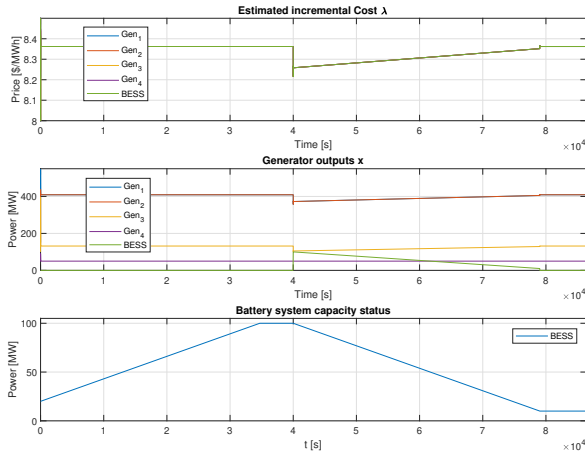 Estimated incremental Cost λ
Price [$/MWh]
8.4
8.3
8.2
8.1
8
Gen1
Gen2
Gen3
Gen4
BESS
0 1 2 3 4 5 6 7 8
Time [s]
×10^4
Generator outputs x
Power [MW]
400
200
0
Gen1
Gen2
Gen3
Gen4
BESS
0 1 2 3 4 5 6 7 8
Time [s]
×10^4
Battery system capacity status
Power [MW]
100
50
0
BESS
0 1 2 3 4 5 6 7 8
t [s]
×10^4